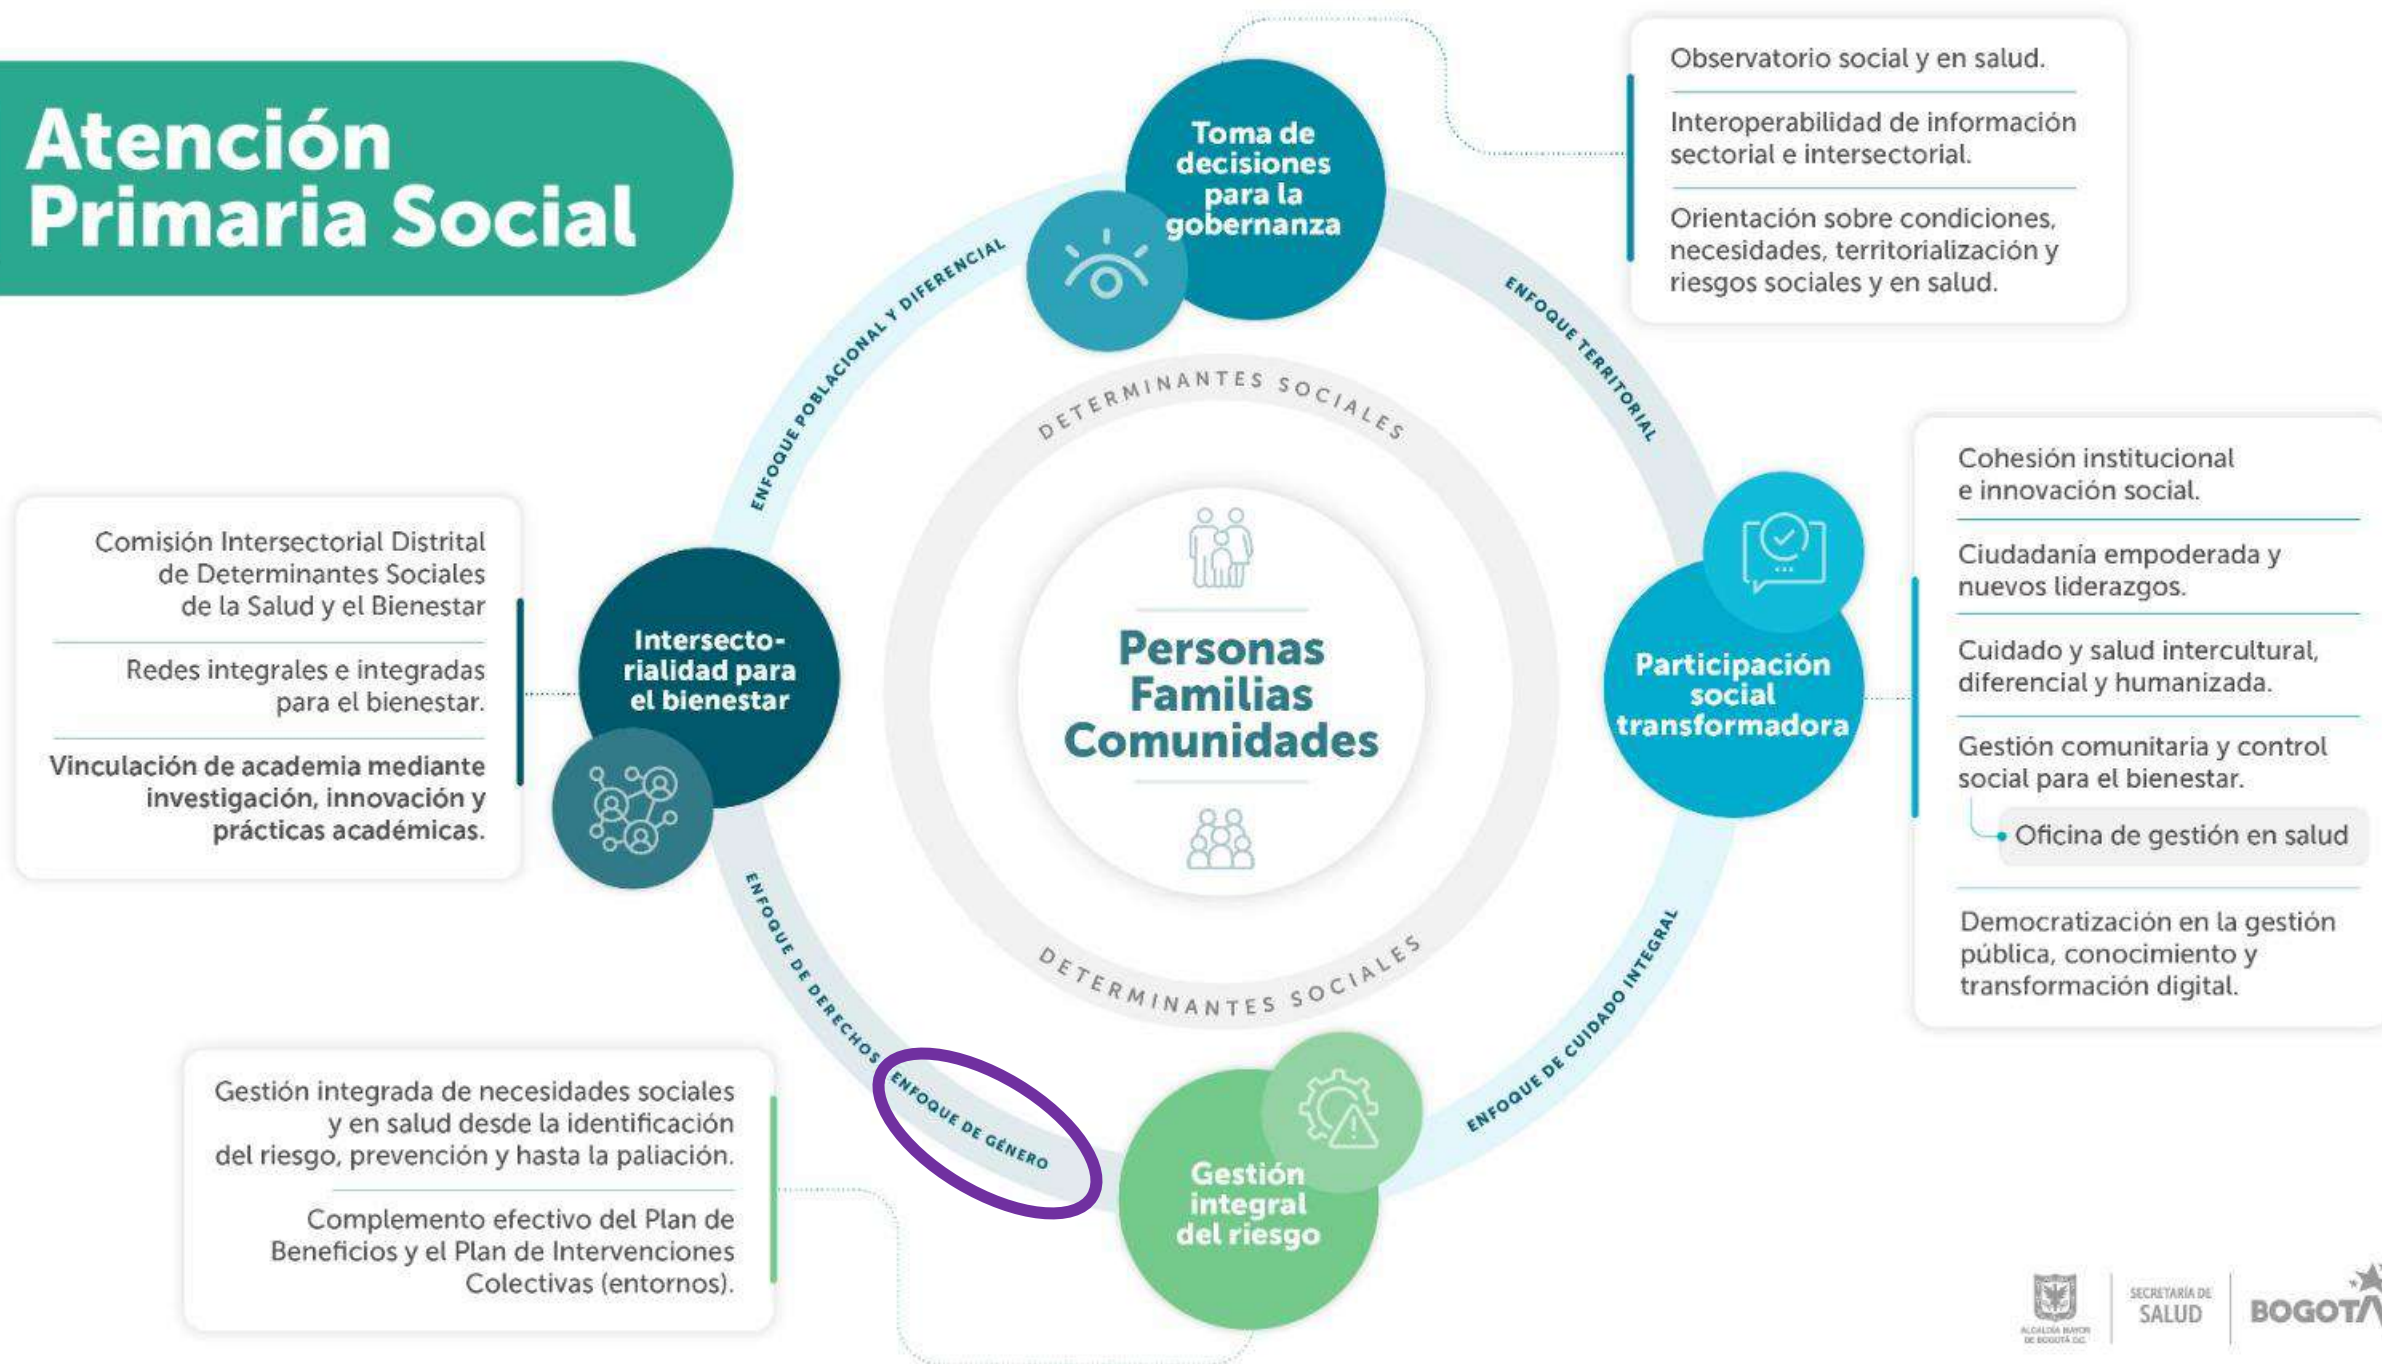 Atención
Primaria Social
Toma de
decisiones
para la
gobernanza
Observatorio social y en salud.
Interoperabilidad de información
sectorial e intersectorial.
Orientación sobre condiciones,
necesidades, territorialización y
riesgos sociales y en salud.
ENFOQUE POBLACIONAL Y DIFERENCIAL
ENFOQUE TERRITORIAL
DETERMINANTES SOCIALES
Personas
Familias
Comunidades
DETERMINANTES SOCIALES
Participación
social
transformadora
Cohesión institucional
e innovación social.
Ciudadanía empoderada y
nuevos liderazgos.
Cuidado y salud intercultural,
diferencial y humanizada.
Gestión comunitaria y control
social para el bienestar.
Oficina de gestión en salud
Democratización en la gestión
pública, conocimiento y
transformación digital.
Intersecto-
rialidad para
el bienestar
Comisión Intersectorial Distrital
de Determinantes Sociales
de la Salud y el Bienestar
Redes integrales e integradas
para el bienestar.
Vinculación de academia mediante
investigación, innovación y
prácticas académicas.
ENFOQUE DE DERECHOS
ENFOQUE DE GÉNERO
ENFOQUE DE CUIDADO INTEGRAL
Gestión
integral
del riesgo
Gestión integrada de necesidades sociales
y en salud desde la identificación
del riesgo, prevención y hasta la paliación.
Complemento efectivo del Plan de
Beneficios y el Plan de Intervenciones
Colectivas (entornos).
ALCALDÍA MAYOR
DE BOGOTÁ D.C.
SECRETARÍA DE
SALUD
BOGOTÁ